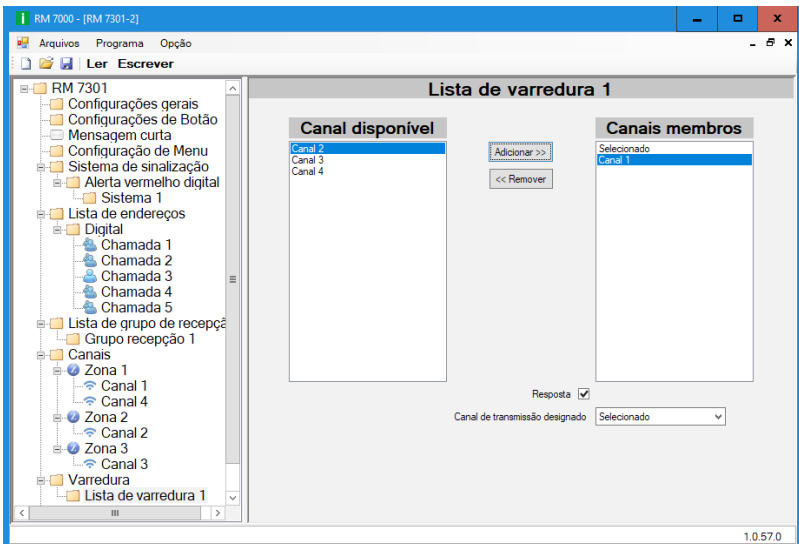 RM 7000 - [RM 7301-2]
Arquivos Programa Opção
Ler Escrever
RM 7301
Configurações gerais
Configurações de Botão
Mensagem curta
Configuração de Menu
Sistema de sinalização
Alerta vermelho digital
Sistema 1
Lista de endereços
Digital
Chamada 1
Chamada 2
Chamada 3
Chamada 4
Chamada 5
Lista de grupo de recepçã
Grupo recepção 1
Canais
Zona 1
Canal 1
Canal 4
Zona 2
Canal 2
Zona 3
Canal 3
Varredura
Lista de varredura 1
Lista de varredura 1
Canal disponível
Canal 2
Canal 3
Canal 4
Adicionar >>
<< Remover
Canais membros
Selecionado
Canal 1
Resposta
Canal de transmissão designado Selecionado
1.0.57.0